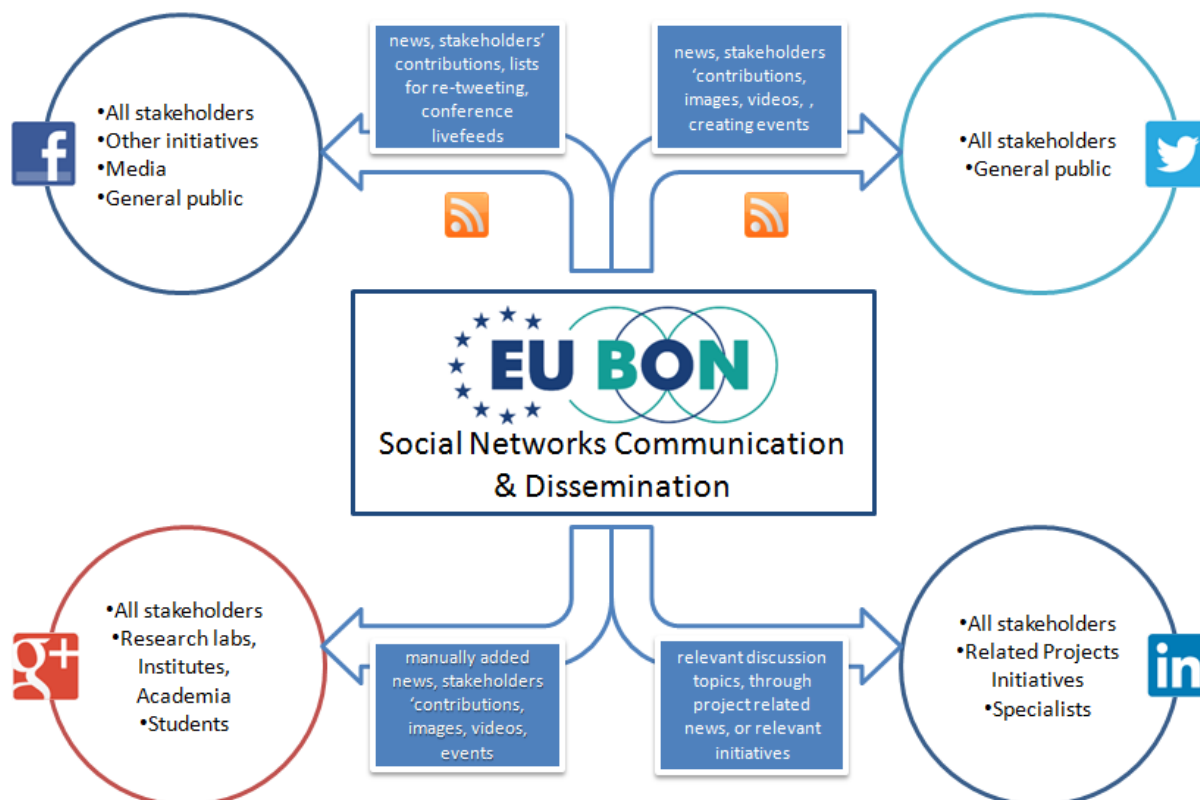 news, stakeholders’
contributions, lists
for re-tweeting,
conference
livefeeds
news, stakeholders
‘contributions,
images, videos, ,
creating events
•All stakeholders
•Other initiatives
•Media
•General public
f
•All stakeholders
•General public
EU BON
Social Networks Communication
& Dissemination
•All stakeholders
•Research labs,
Institutes,
Academia
•Students
g+
manually added
news, stakeholders
‘contributions,
images, videos,
events
relevant discussion
topics, through
project related
news, or relevant
initiatives
•All stakeholders
•Related Projects
Initiatives
•Specialists
in